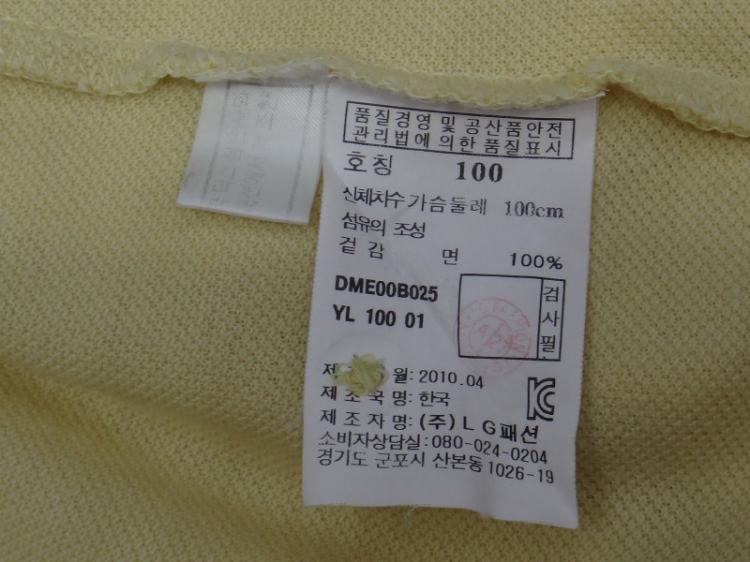 품질경영 및 공산품안전
관리법에 의한 품질표시
호칭 100
신체치수 가슴둘레 100cm
섬유의 조성
겉감 면 100%
DME00B025
YL 100 01
검사필
제 월: 2010.04
제조국명: 한국
제조자명: (주)LG패션
소비자상담실: 080-024-0204
경기도 군포시 산본동 1026-19